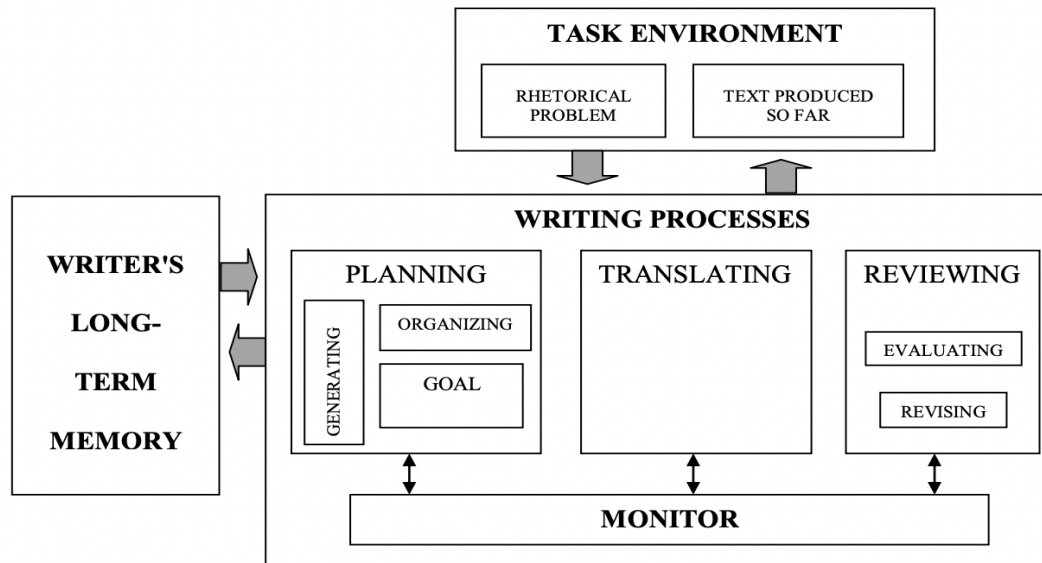 TASK ENVIRONMENT
RHETORICAL
PROBLEM
TEXT PRODUCED
SO FAR
WRITER'S
LONG-
TERM
MEMORY
WRITING PROCESSES
PLANNING
GENERATING
ORGANIZING
GOAL
TRANSLATING
REVIEWING
EVALUATING
REVISING
MONITOR